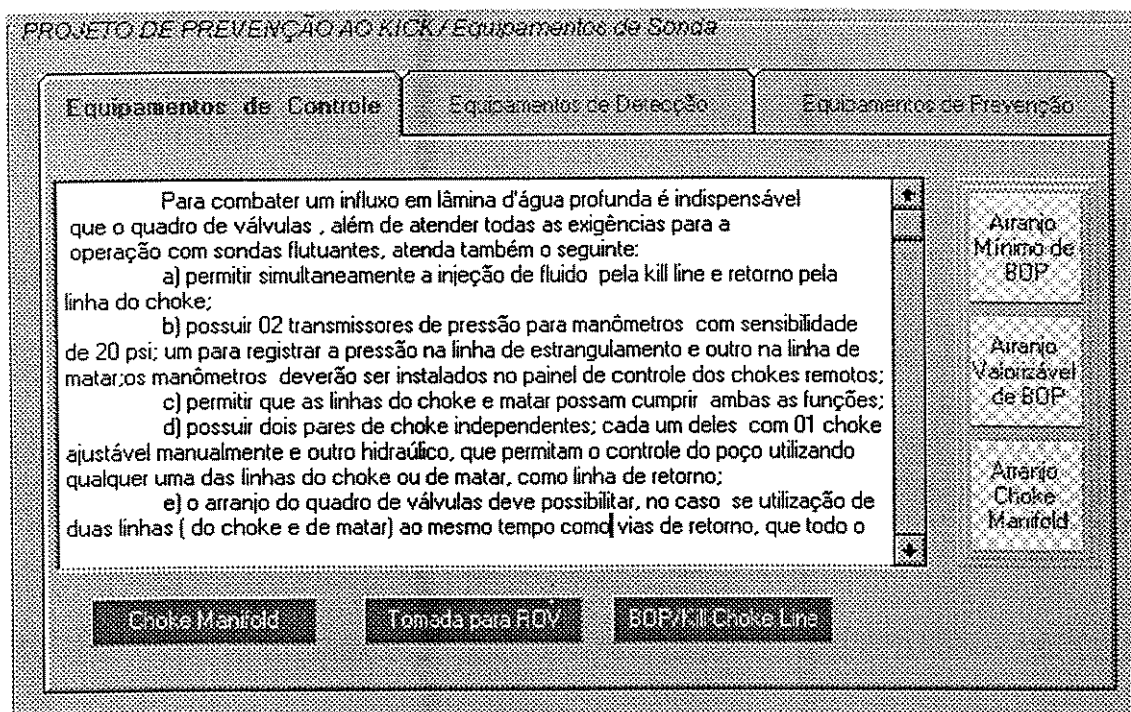 PROJETO DE PREVENÇÃO AO KICK / Equipamentos de Sonda
Equipamentos de Controle
Equipamentos de Detecção
Equipamentos de Prevenção
Para combater um influxo em lâmina d'água profunda é indispensável
que o quadro de válvulas , além de atender todas as exigências para a
operação com sondas flutuantes, atenda também o seguinte:
a) permitir simultaneamente a injeção de fluido pela kill line e retorno pela
linha do choke;
b) possuir 02 transmissores de pressão para manômetros com sensibilidade
de 20 psi; um para registrar a pressão na linha de estrangulamento e outro na linha de
matar;os manômetros deverão ser instalados no painel de controle dos chokes remotos;
c) permitir que as linhas do choke e matar possam cumprir ambas as funções;
d) possuir dois pares de choke independentes; cada um deles com 01 choke
ajustável manualmente e outro hidraúlico, que permitam o controle do poço utilizando
qualquer uma das linhas do choke ou de matar, como linha de retorno;
e) o arranjo do quadro de válvulas deve possibilitar, no caso se utilização de
duas linhas ( do choke e de matar) ao mesmo tempo como vias de retorno, que todo o
Arranjo
Mínimo de
BOP
Arranjo
Valorizável
de BOP
Arranjo
Choke
Manifold
Choke Manifold
Tomada para ROV
BOP/Kill Choke Line